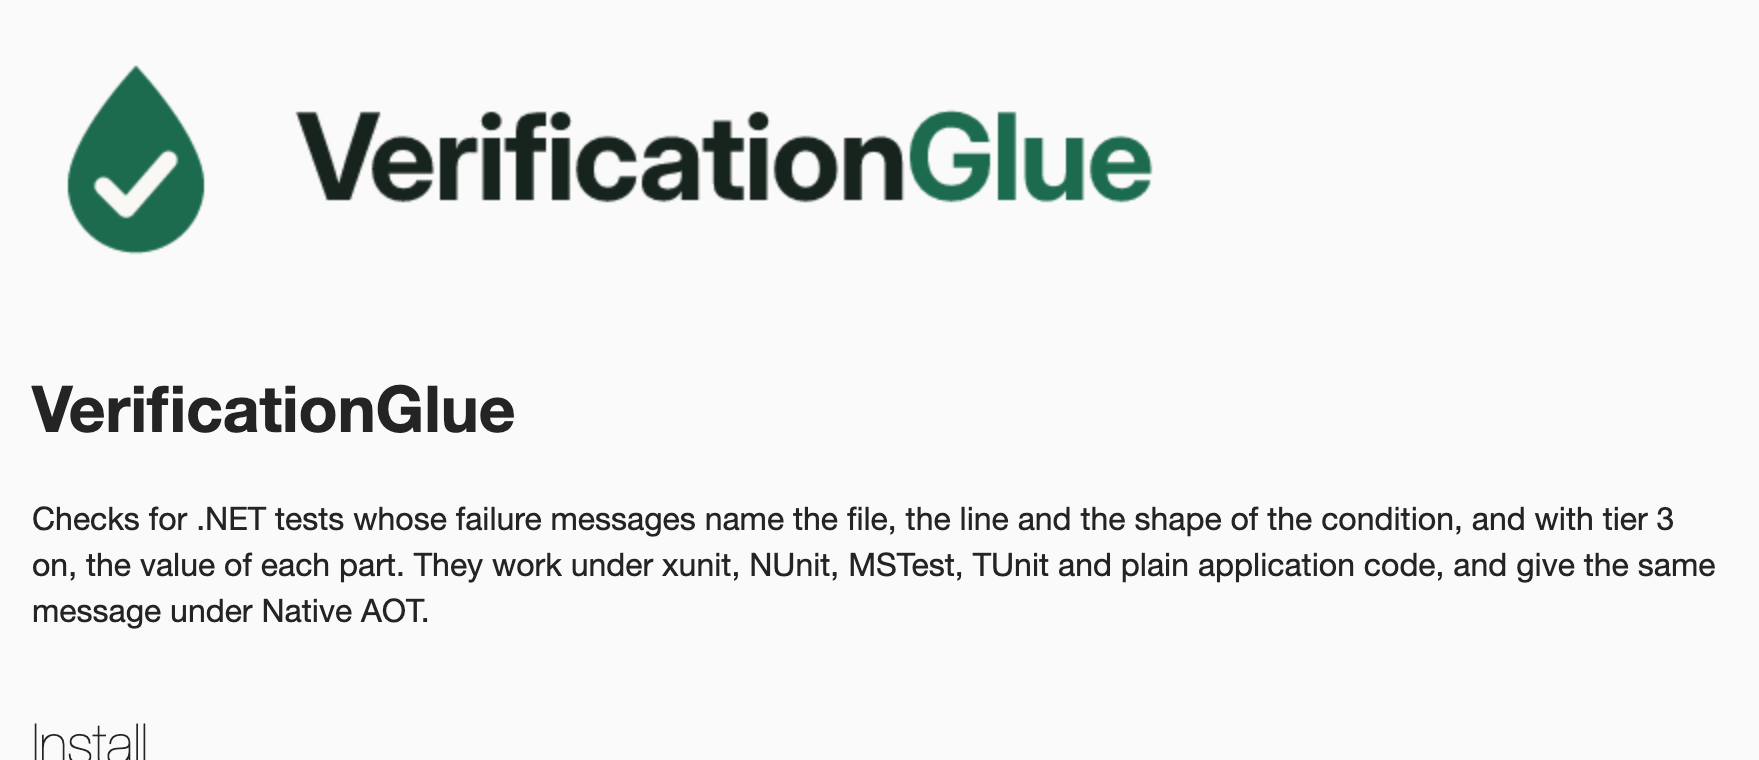 VerificationGlue
VerificationGlue
Checks for .NET tests whose failure messages name the file, the line and the shape of the condition, and with tier 3
on, the value of each part. They work under xunit, NUnit, MSTest, TUnit and plain application code, and give the same
message under Native AOT.
Install